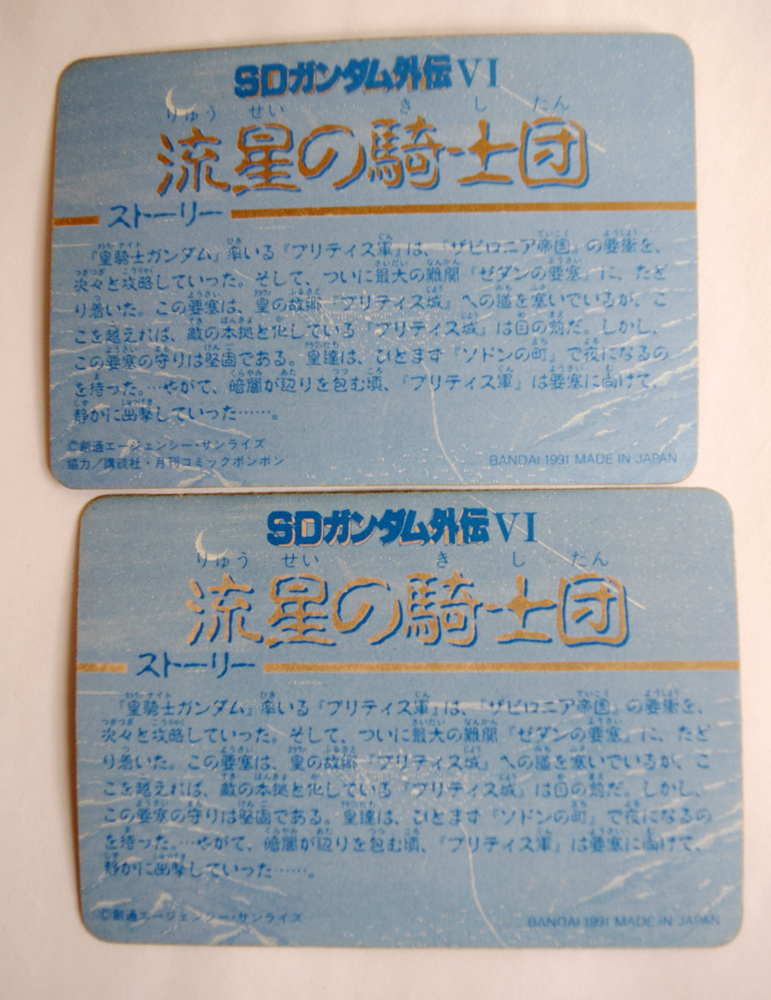 SDガンダム外伝VI
りゅう せい き し たん
流星の騎士団
ストーリー
『皇騎士ガンダム』率いる『ブリティス軍』は、『ザビロニア帝国』の要衝を、
次々と攻略していった。そして、ついに最大の難関『ゼダンの要塞』に、たど
り着いた。この要塞は、皇の故郷『ブリティス城』への道を塞いでいるが、こ
こを越えれば、敵の本拠と化している『ブリティス城』は目の前だ。しかし、
この要塞の守りは堅固である。皇達は、ひとまず『ソドンの町』で夜になるの
を待った。…やがて、暗闇が辺りを包む頃、『ブリティス軍』は要塞に向けて、
静かに出撃していった……。
©創通エージェンシー・サンライズ
協力／講談社・月刊コミックボンボン
BANDAI 1991 MADE IN JAPAN
SDガンダム外伝VI
りゅう せい き し たん
流星の騎士団
ストーリー
『皇騎士ガンダム』率いる『ブリティス軍』は、『ザビロニア帝国』の要衝を、
次々と攻略していった。そして、ついに最大の難関『ゼダンの要塞』に、たど
り着いた。この要塞は、皇の故郷『ブリティス城』への道を塞いでいるが、こ
こを越えれば、敵の本拠と化している『ブリティス城』は目の前だ。しかし、
この要塞の守りは堅固である。皇達は、ひとまず『ソドンの町』で夜になるの
を待った。…やがて、暗闇が辺りを包む頃、『ブリティス軍』は要塞に向けて、
静かに出撃していった……。
©創通エージェンシー・サンライズ
BANDAI 1991 MADE IN JAPAN